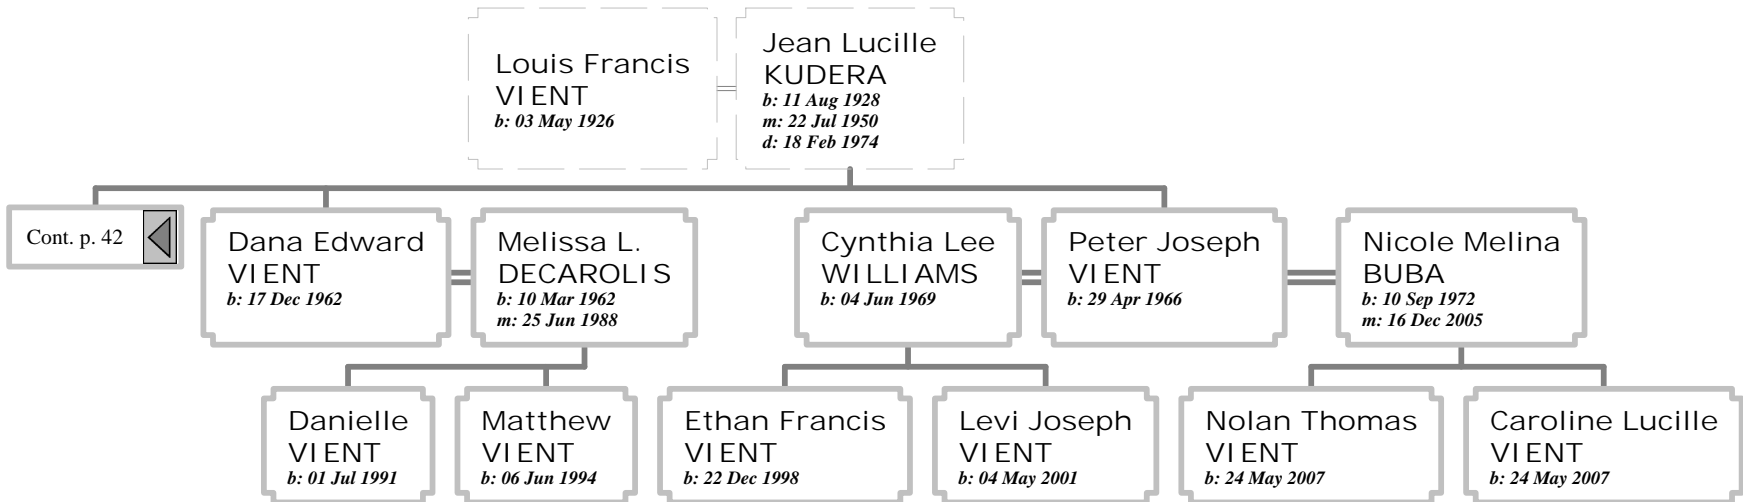 Louis Francis
VIENT
b: 03 May 1926
Jean Lucille
KUDERA
b: 11 Aug 1928
m: 22 Jul 1950
d: 18 Feb 1974
Cont. p. 42
Dana Edward
VIENT
b: 17 Dec 1962
Melissa L.
DECAROLIS
b: 10 Mar 1962
m: 25 Jun 1988
Cynthia Lee
WILLIAMS
b: 04 Jun 1969
Peter Joseph
VIENT
b: 29 Apr 1966
Nicole Melina
BUBA
b: 10 Sep 1972
m: 16 Dec 2005
Danielle
VIENT
b: 01 Jul 1991
Matthew
VIENT
b: 06 Jun 1994
Ethan Francis
VIENT
b: 22 Dec 1998
Levi Joseph
VIENT
b: 04 May 2001
Nolan Thomas
VIENT
b: 24 May 2007
Caroline Lucille
VIENT
b: 24 May 2007